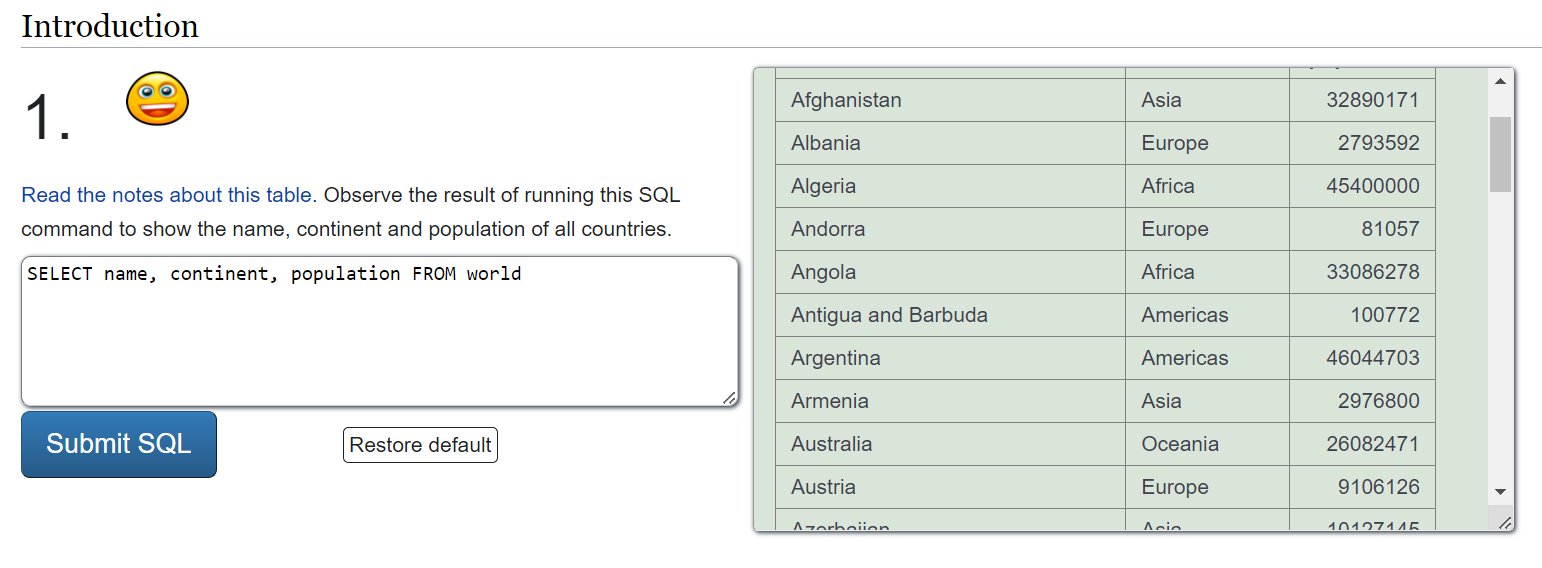 Introduction
1.
Read the notes about this table. Observe the result of running this SQL
command to show the name, continent and population of all countries.
SELECT name, continent, population FROM world
Submit SQL
Restore default
Afghanistan Asia 32890171
Albania Europe 2793592
Algeria Africa 45400000
Andorra Europe 81057
Angola Africa 33086278
Antigua and Barbuda Americas 100772
Argentina Americas 46044703
Armenia Asia 2976800
Australia Oceania 26082471
Austria Europe 9106126
Azerbaijan Asia 10127145